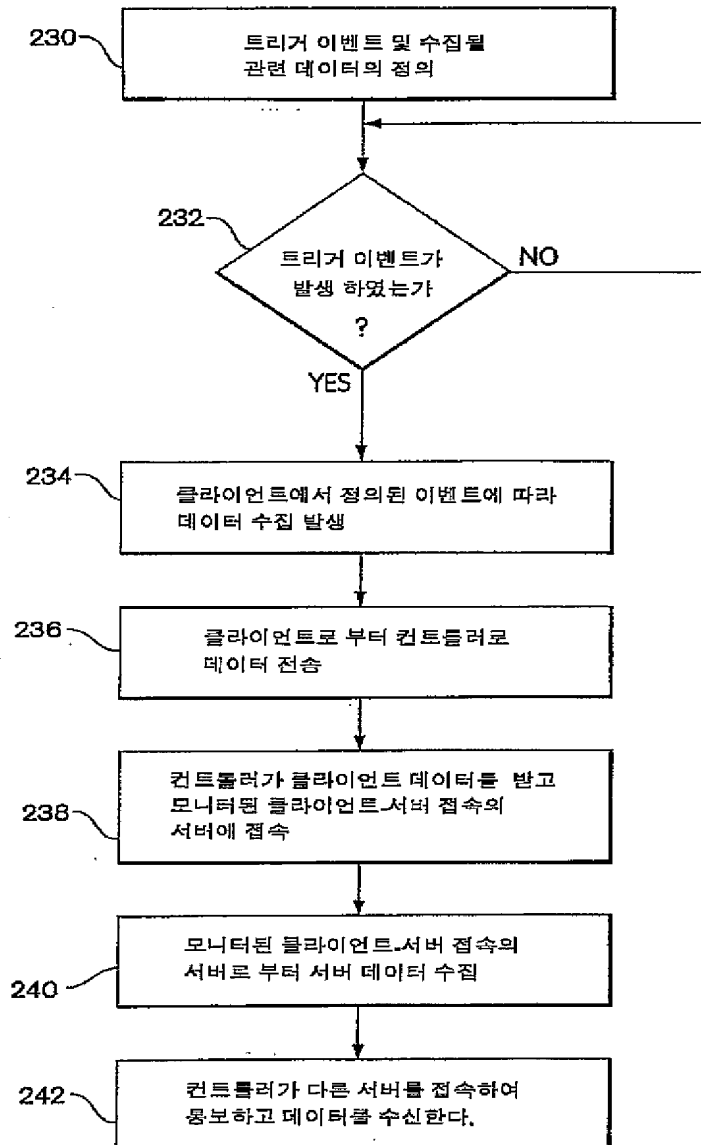 230
트리거 이벤트 및 수집될
관련 데이터의 정의
232
트리거 이벤트가
발생 하였는가
?
NO
YES
234
클라이언트에서 정의된 이벤트에 따라
데이터 수집 발생
236
클라이언트로 부터 컨트롤러로
데이터 전송
238
컨트롤러가 클라이언트 데이터를 받고
모니터된 클라이언트-서버 접속의
서버에 접속
240
모니터된 클라이언트-서버 접속의
서버로 부터 서버 데이터 수집
242
컨트롤러가 다른 서버를 접속하여
통보하고 데이터를 수신한다.